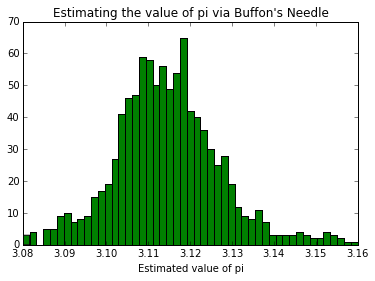 Estimating the value of pi via Buffon's Needle
70
60
50
40
30
20
10
0
3.08 3.09 3.10 3.11 3.12 3.13 3.14 3.15 3.16
Estimated value of pi